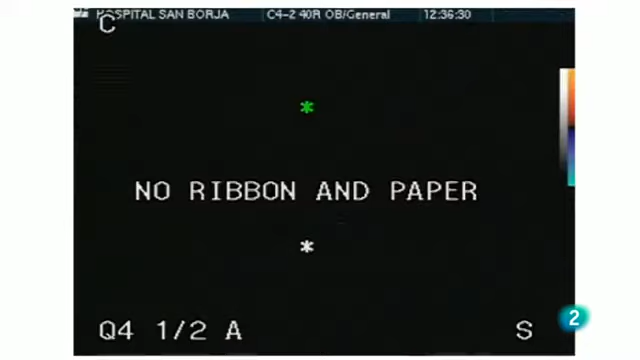 HOSPITAL SAN BORJA C4-2 40R OB/General 12:36:30
C
*
NO RIBBON AND PAPER
*
Q4 1/2 A S
2